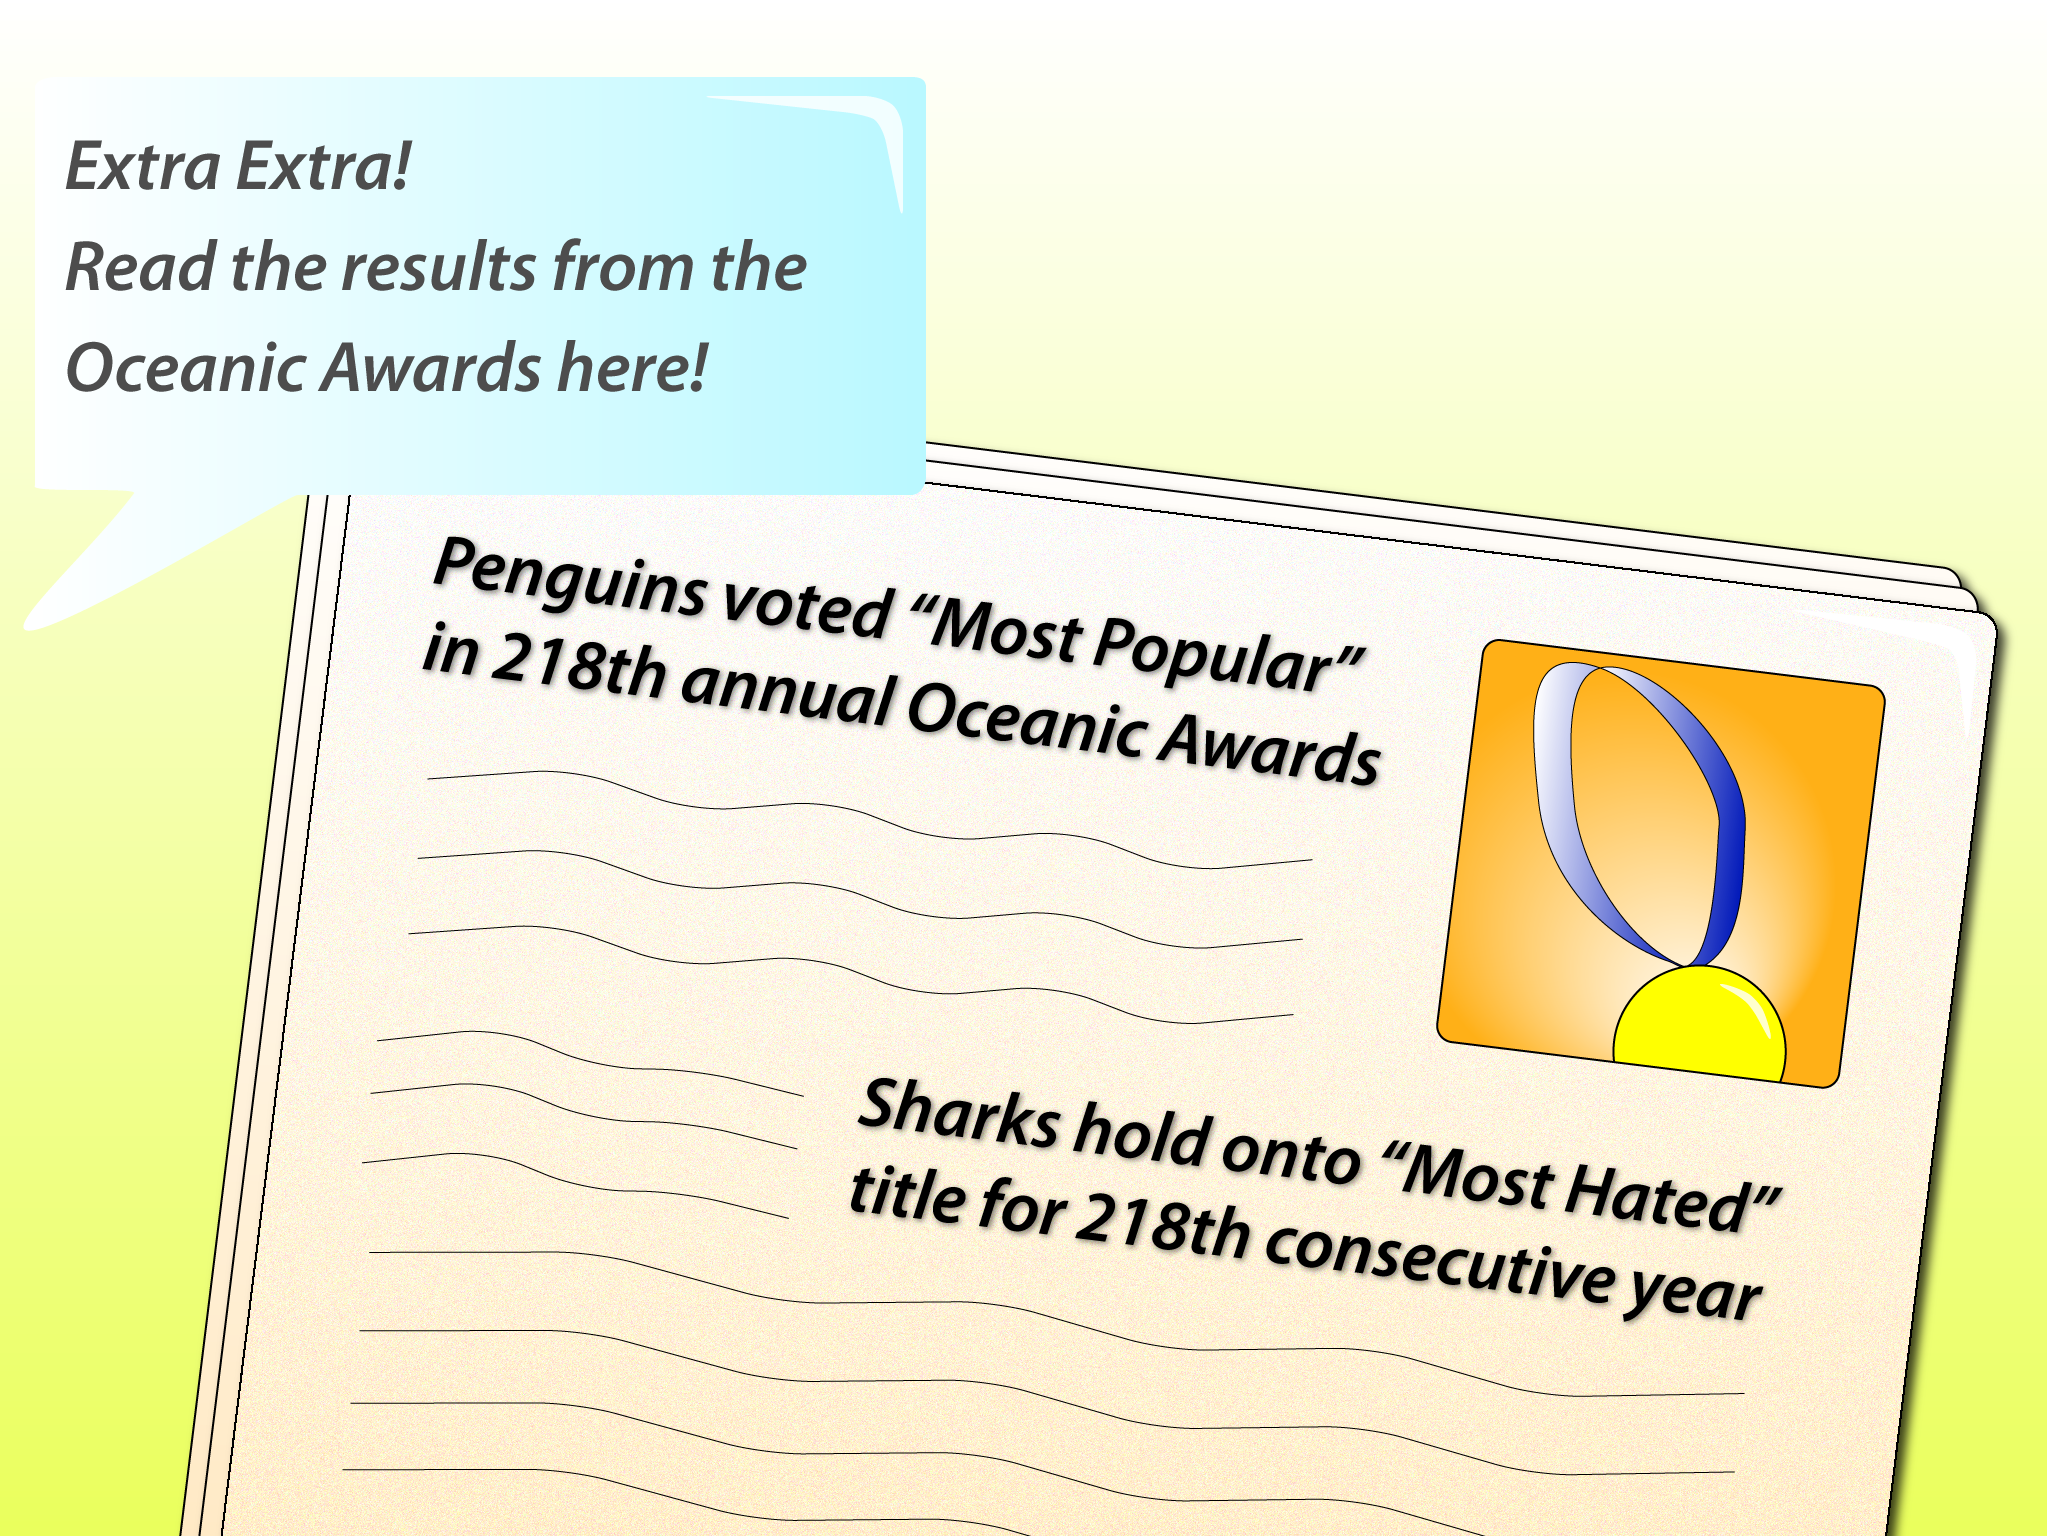 Extra Extra!
Read the results from the
Oceanic Awards here!
Penguins voted “Most Popular”
in 218th annual Oceanic Awards
Sharks hold onto “Most Hated”
title for 218th consecutive year